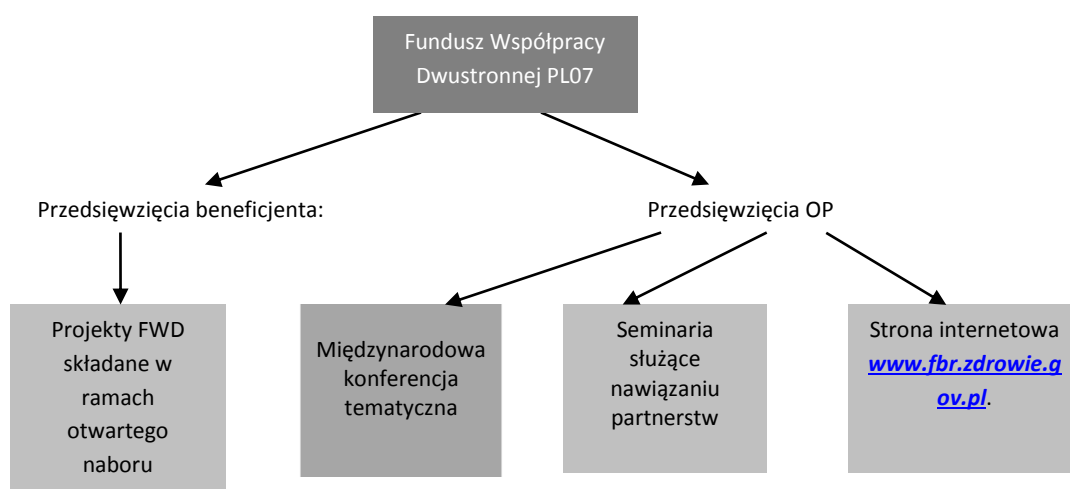 Fundusz Współpracy
Dwustronnej PL07
Przedsięwzięcia beneficjenta:
Przedsięwzięcia OP
Projekty FWD
składane w
ramach
otwartego
naboru
Międzynarodowa
konferencja
tematyczna
Seminaria
służące
nawiązaniu
partnerstw
Strona internetowa
www.fbr.zdrowie.g
ov.pl.